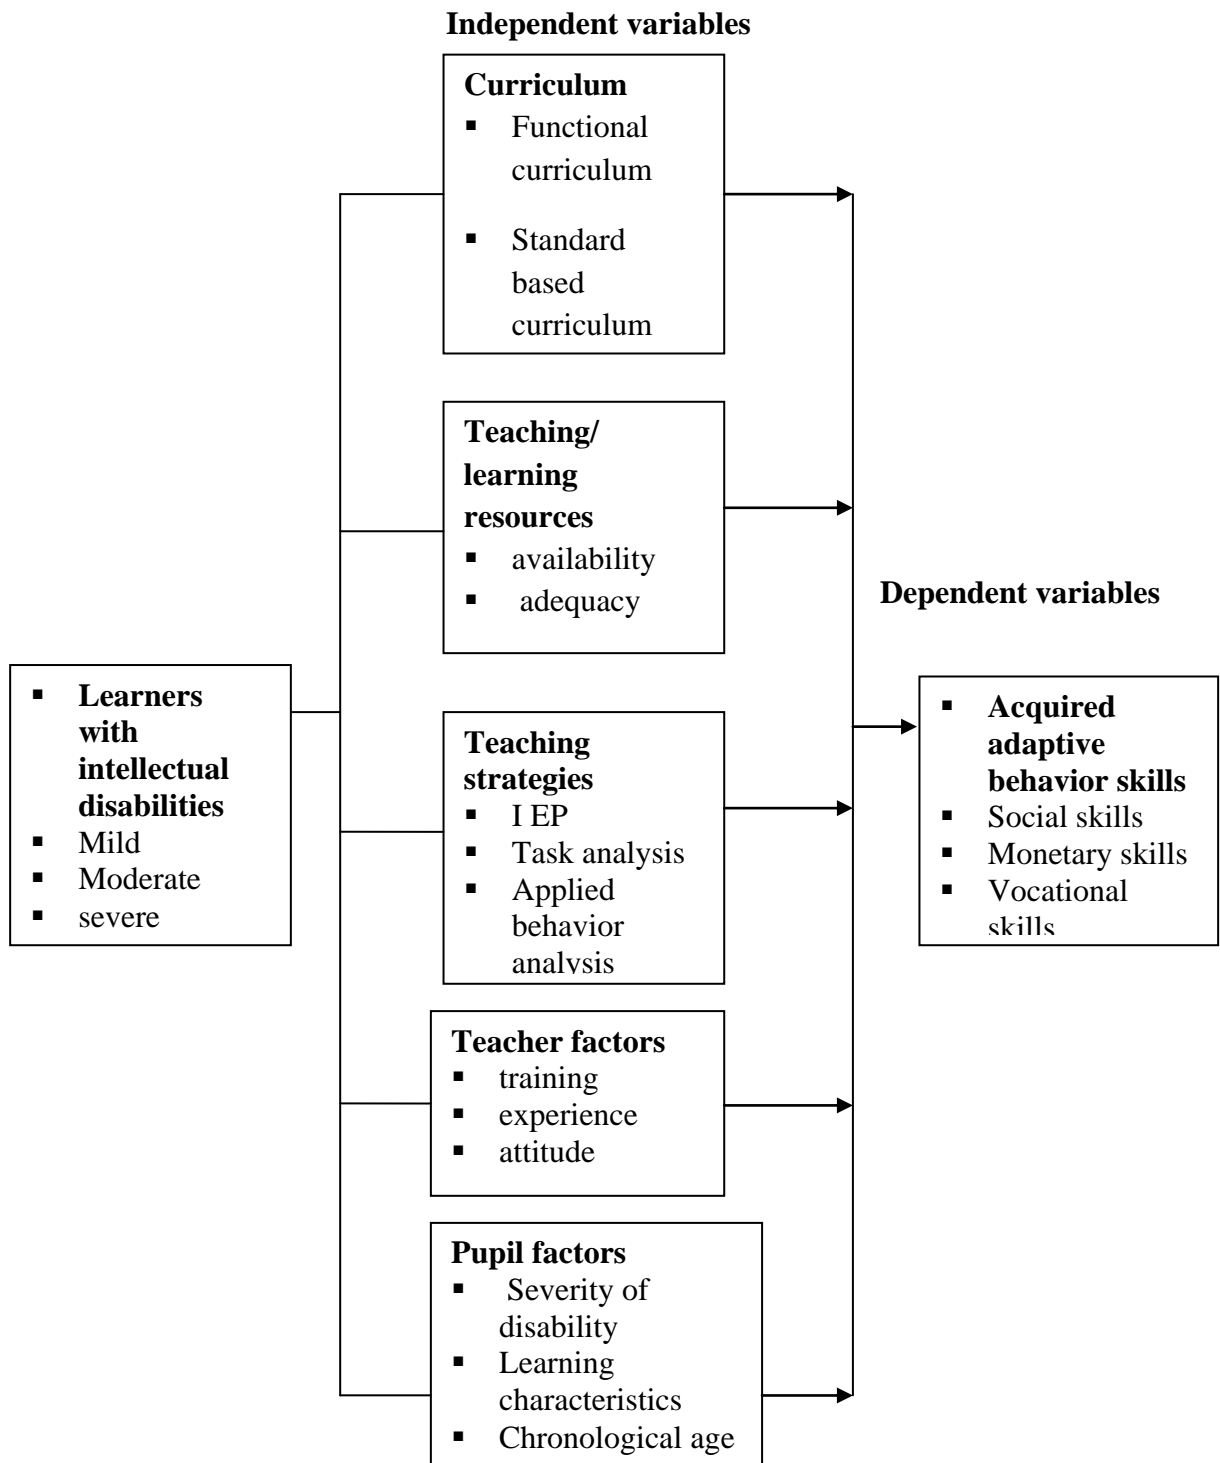 Independent variables
Curriculum
▪ Functional
curriculum
▪ Standard
based
curriculum
Teaching/
learning
resources
▪ availability
▪ adequacy
Dependent variables
▪ Learners
with
intellectual
disabilities
▪ Mild
▪ Moderate
▪ severe
Teaching
strategies
▪ I EP
▪ Task analysis
▪ Applied
behavior
analysis
▪ Acquired
adaptive
behavior skills
▪ Social skills
▪ Monetary skills
▪ Vocational
skills
Teacher factors
▪ training
▪ experience
▪ attitude
Pupil factors
▪ Severity of
disability
▪ Learning
characteristics
▪ Chronological age